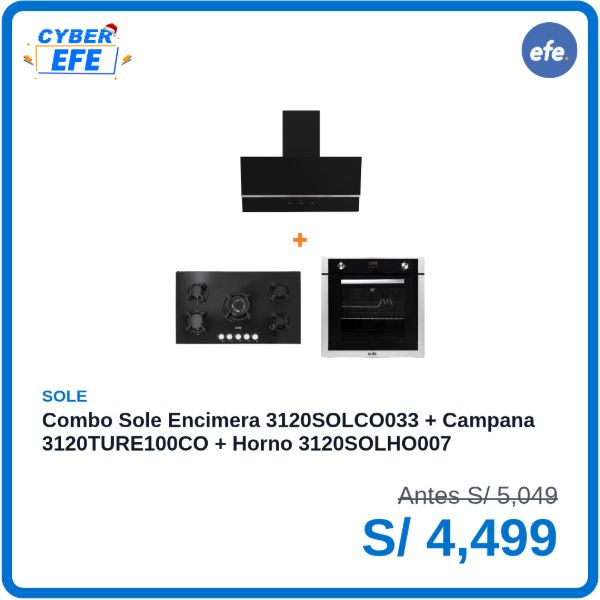 CYBER
EFE
efe.
SOLE
Combo Sole Encimera 3120SOLCO033 + Campana
3120TURE100CO + Horno 3120SOLHO007
Antes S/ 5,049
S/ 4,499